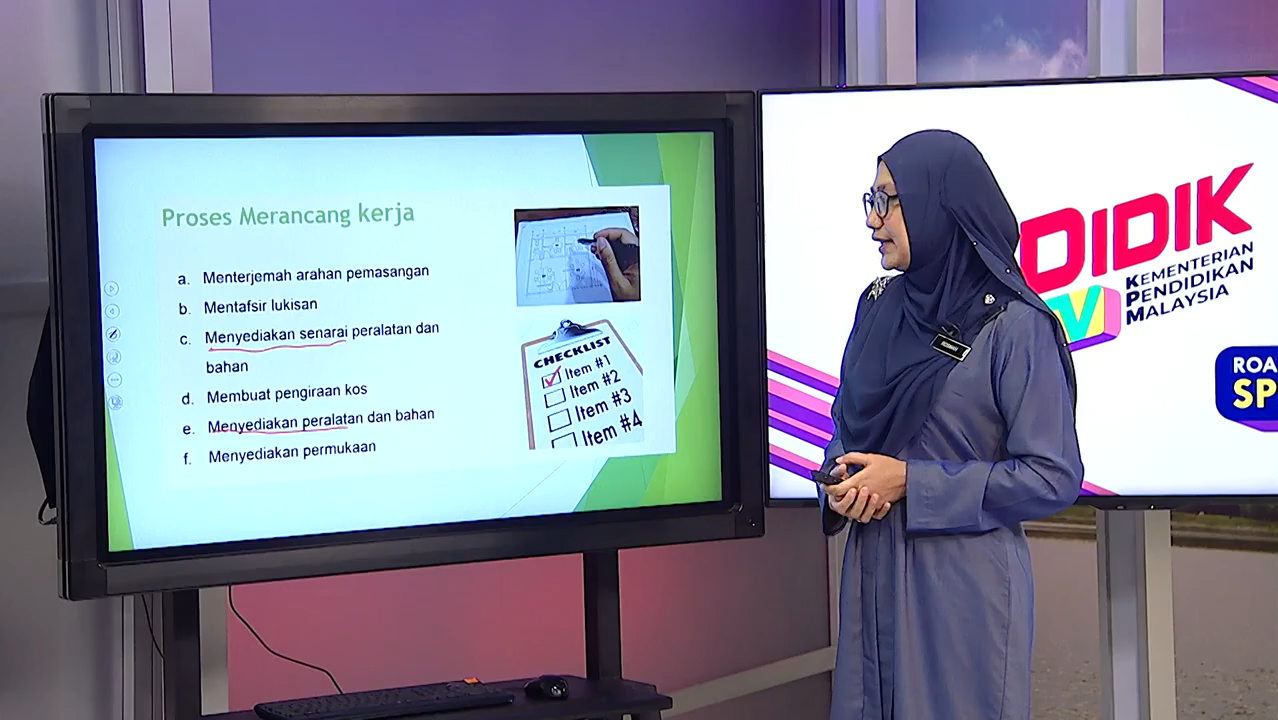 Proses Merancang kerja
a. Menterjemah arahan pemasangan
b. Mentafsir lukisan
c. Menyediakan senarai peralatan dan
bahan
d. Membuat pengiraan kos
e. Menyediakan peralatan dan bahan
f. Menyediakan permukaan
CHECKLIST
Item #1
Item #2
Item #3
Item #4
DIDIK
TV
KEMENTERIAN
PENDIDIKAN
MALAYSIA
ROA
SP